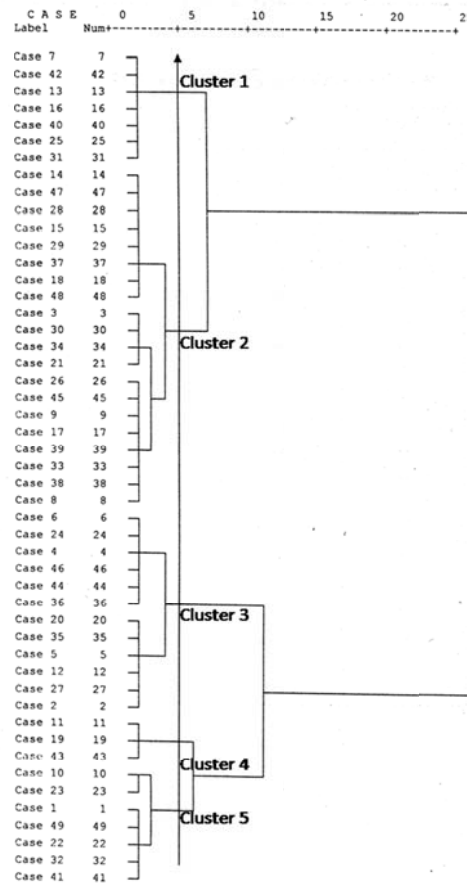 C A S E 0 5 10 15 20 2
Label Num
Case 7 7
Case 42 42
Cluster 1
Case 13 13
Case 16 16
Case 40 40
Case 25 25
Case 31 31
Case 14 14
Case 47 47
Case 28 28
Case 15 15
Case 29 29
Case 37 37
Case 18 18
Case 48 48
Case 3 3
Case 30 30
Cluster 2
Case 34 34
Case 21 21
Case 26 26
Case 45 45
Case 9 9
Case 17 17
Case 39 39
Case 33 33
Case 38 38
Case 8 8
Case 6 6
Case 24 24
Case 4 4
Case 46 46
Case 44 44
Case 36 36
Cluster 3
Case 20 20
Case 35 35
Case 5 5
Case 12 12
Case 27 27
Case 2 2
Case 11 11
Case 19 19
Case 43 43
Cluster 4
Case 10 10
Case 23 23
Case 1 1
Cluster 5
Case 49 49
Case 22 22
Case 32 32
Case 41 41